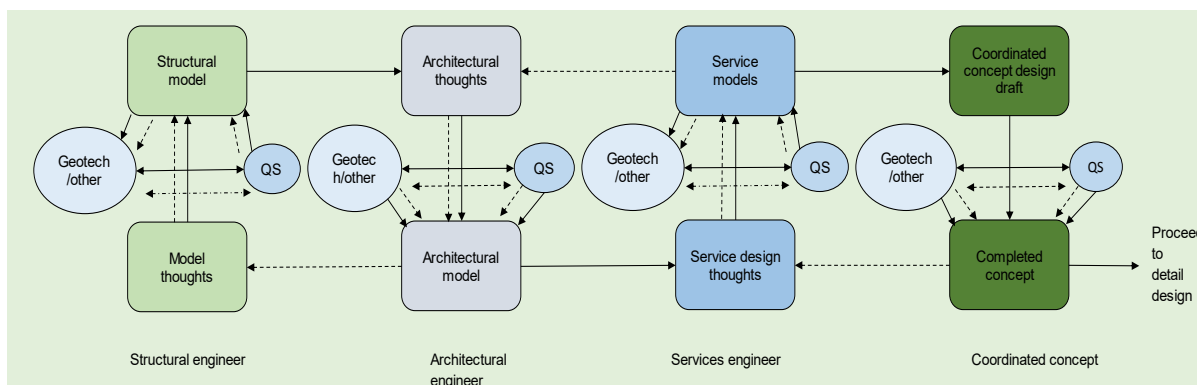 Structural
model
Architectural
thoughts
Service
models
Coordinated
concept design
draft
Geotech
/other
QS
Geotec
h/other
QS
Geotech
/other
QS
Geotech
/other
QS
Model
thoughts
Architectural
model
Service design
thoughts
Completed
concept
Proceed
to
detail
design
Structural engineer
Architectural
engineer
Services engineer
Coordinated concept